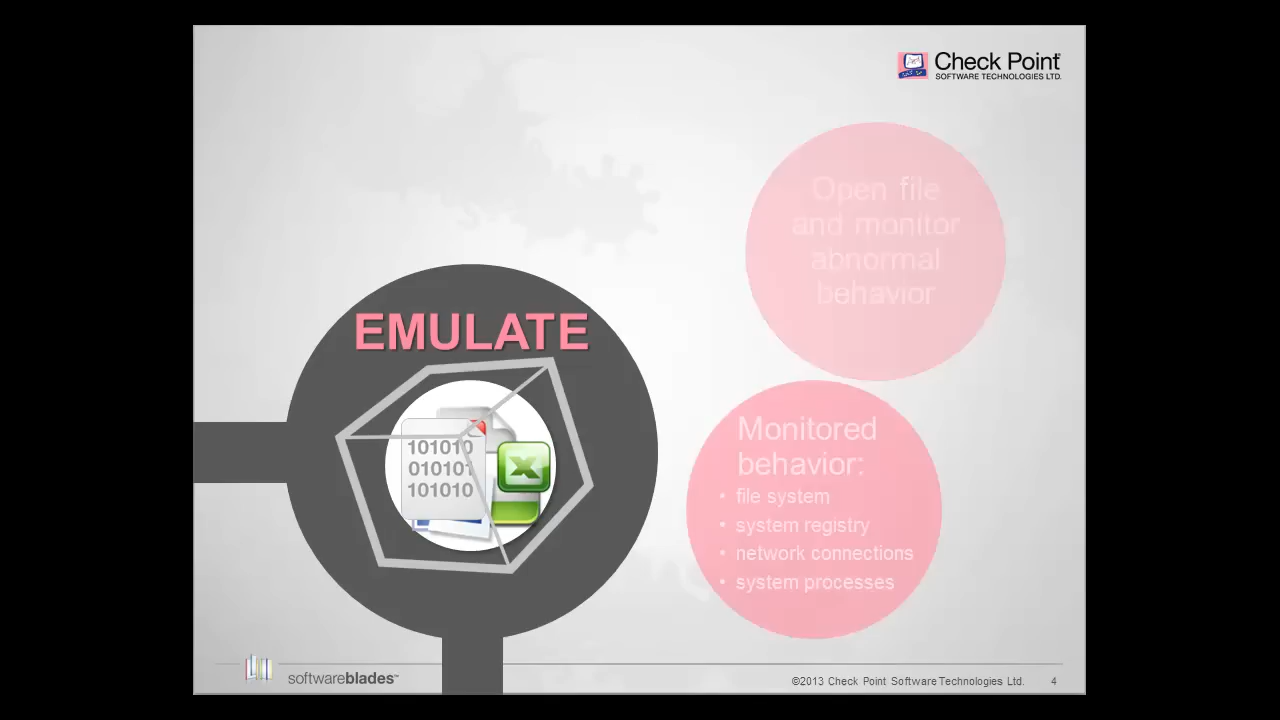 Check Point
SOFTWARE TECHNOLOGIES LTD.
Open file
and monitor
abnormal
behavior
EMULATE
101010
010101
101010
Monitored
behavior:
• file system
• system registry
• network connections
• system processes
softwareblades™
©2013 Check Point Software Technologies Ltd.
4